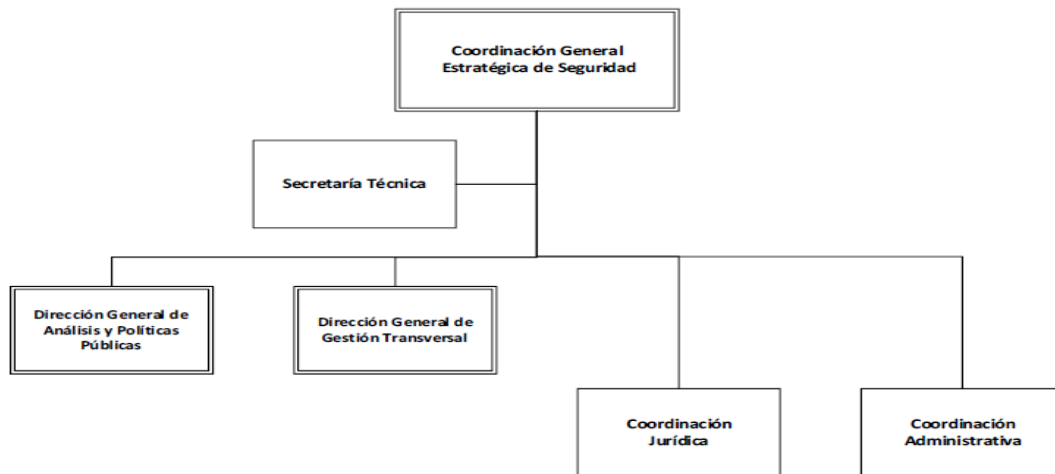 Coordinación General
Estratégica de Seguridad
Secretaría Técnica
Dirección General de
Análisis y Políticas
Públicas
Dirección General de
Gestión Transversal
Coordinación
Jurídica
Coordinación
Administrativa